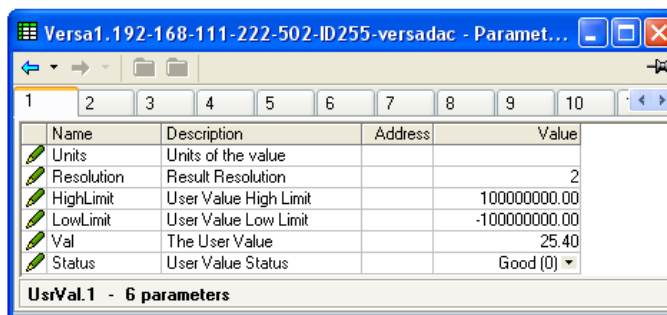 Versa1.192-168-111-222-502-ID255-versadac - Paramet...
1 2 3 4 5 6 7 8 9 10
Name Description Address Value
Units Units of the value
Resolution Result Resolution 2
HighLimit User Value High Limit 100000000.00
LowLimit User Value Low Limit -100000000.00
Val The User Value 25.40
Status User Value Status Good (0)
UsrVal.1 - 6 parameters